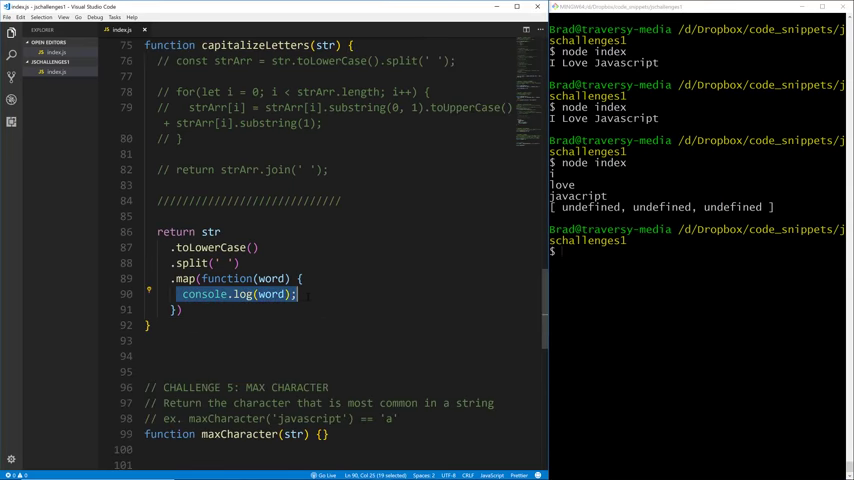 index.js - Visual Studio Code
File Edit Selection View Go Debug Tasks Help
EXPLORER
OPEN EDITORS
index.js
JSCHALLENGES1
index.js
index.js
75 function capitalizeLetters(str) {
76 // const strArr = str.toLowerCase().split(' ');
77
78 // for(let i = 0; i < strArr.length; i++) {
79 //   strArr[i] = strArr[i].substring(0, 1).toUpperCase()
+ strArr[i].substring(1);
80 // }
81
82 // return strArr.join(' ');
83
84 //////////////////////////////
85
86 return str
87 .toLowerCase()
88 .split(' ')
89 .map(function(word) {
90 console.log(word);
91 })
92 }
93
94
95
96 // CHALLENGE 5: MAX CHARACTER
97 // Return the character that is most common in a string
98 // ex. maxCharacter('javascript') == 'a'
99 function maxCharacter(str) {}
100
101
0 0 Go Live Ln 90, Col 25 (19 selected) Spaces: 2 UTF-8 CRLF JavaScript Prettier
MINGW64:/d/Dropbox/code_snippets/jschallenges1
Brad@traversy-media /d/Dropbox/code_snippets/j
schallenges1
$ node index
I Love Javascript
Brad@traversy-media /d/Dropbox/code_snippets/j
schallenges1
$ node index
I Love Javascript
Brad@traversy-media /d/Dropbox/code_snippets/j
schallenges1
$ node index
i
love
javacript
[ undefined, undefined, undefined ]
Brad@traversy-media /d/Dropbox/code_snippets/j
schallenges1
$